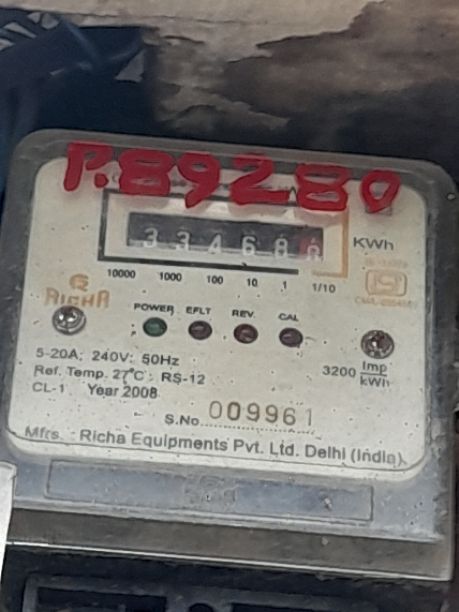 P.89280
33468
KWh
10000 1000 100 10 1 1/10
RICHA
POWER EFLT REV. CAL
5-20A; 240V: 50Hz
3200 Imp/kWh
Ref. Temp. 27°C: RS-12
CL-1 Year 2008
S.No. 009961
Mfrs. : Richa Equipments Pvt. Ltd. Delhi (India)